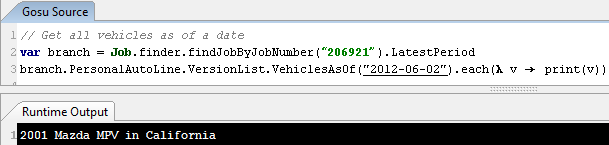 Gosu Source
1 // Get all vehicles as of a date
2 var branch = Job.finder.findJobByJobNumber("206921").LatestPeriod
3 branch.PersonalAutoLine.VersionList.VehiclesAsOf("2012-06-02").each(λ v → print(v))
Runtime Output
1 2001 Mazda MPV in California